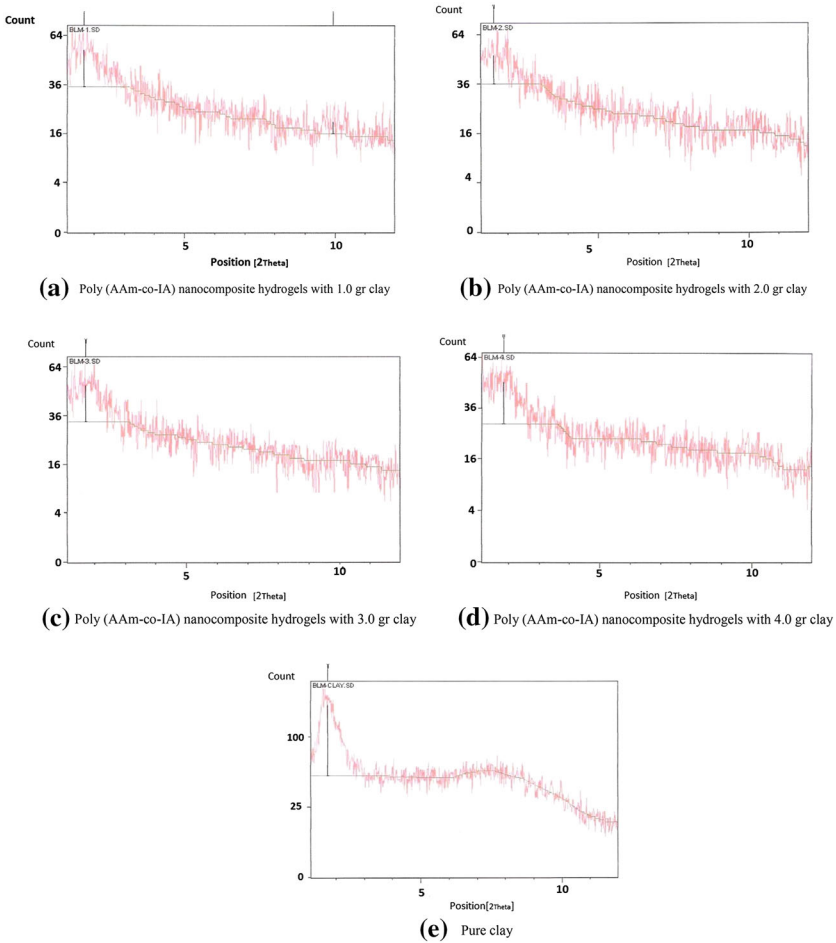 Count
BLM-1.SD
64
36
16
4
0
5
10
Position [2Theta]
(a) Poly (AAm-co-IA) nanocomposite hydrogels with 1.0 gr clay
BLM-2.SD
64
36
16
4
0
5
10
Position [2Theta]
(b) Poly (AAm-co-IA) nanocomposite hydrogels with 2.0 gr clay
Count
BLM-3.SD
64
36
16
4
0
5
10
Position [2Theta]
(c) Poly (AAm-co-IA) nanocomposite hydrogels with 3.0 gr clay
Count
BLM-4.SD
64
36
16
4
0
5
10
Position [2Theta]
(d) Poly (AAm-co-IA) nanocomposite hydrogels with 4.0 gr clay
Count
BLM-CLAY.SD
100
25
0
5
10
Position[2Theta]
(e) Pure clay